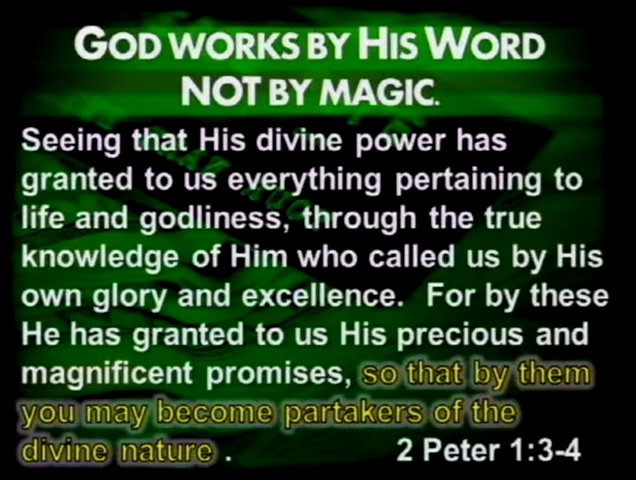 GOD WORKS BY HIS WORD
NOT BY MAGIC.
Seeing that His divine power has
granted to us everything pertaining to
life and godliness, through the true
knowledge of Him who called us by His
own glory and excellence. For by these
He has granted to us His precious and
magnificent promises, so that by them
you may become partakers of the
divine nature .
2 Peter 1:3-4